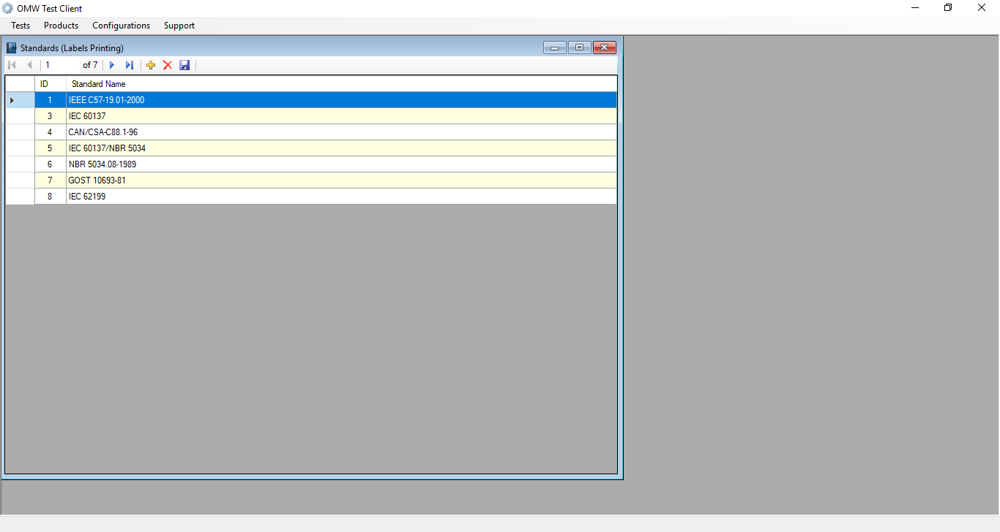 OMW Test Client
Tests Products Configurations Support
Standards (Labels Printing)
1 of 7
ID Standard Name
1 IEEE C57-19.01-2000
3 IEC 60137
4 CAN/CSA-C88.1-96
5 IEC 60137/NBR 5034
6 NBR 5034.08-1989
7 GOST 10693-81
8 IEC 62199